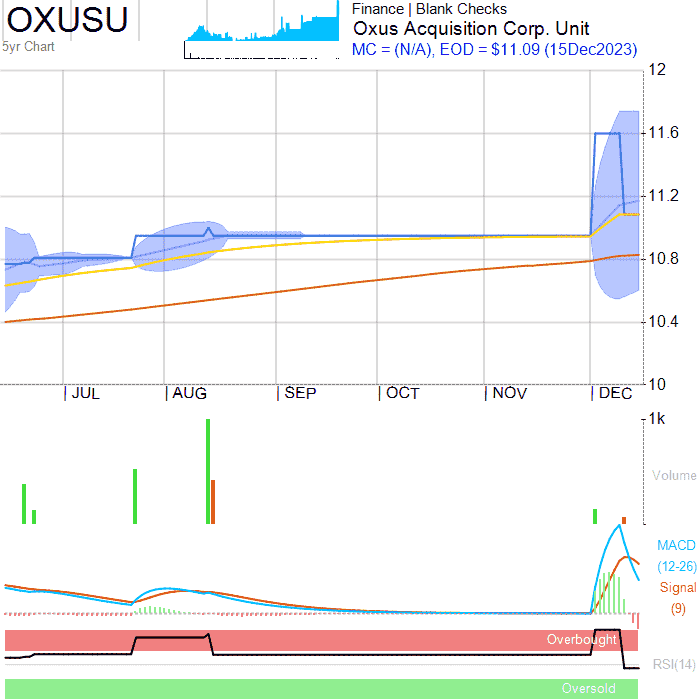 OXUSU
5yr Chart
Finance | Blank Checks
Oxus Acquisition Corp. Unit
MC = (N/A), EOD = $11.09 (15Dec2023)
12
11.6
11.2
10.8
10.4
10
JUL AUG SEP OCT NOV DEC
1k
Volume
MACD
(12-26)
Signal
(9)
Overbought
RSI(14)
Oversold